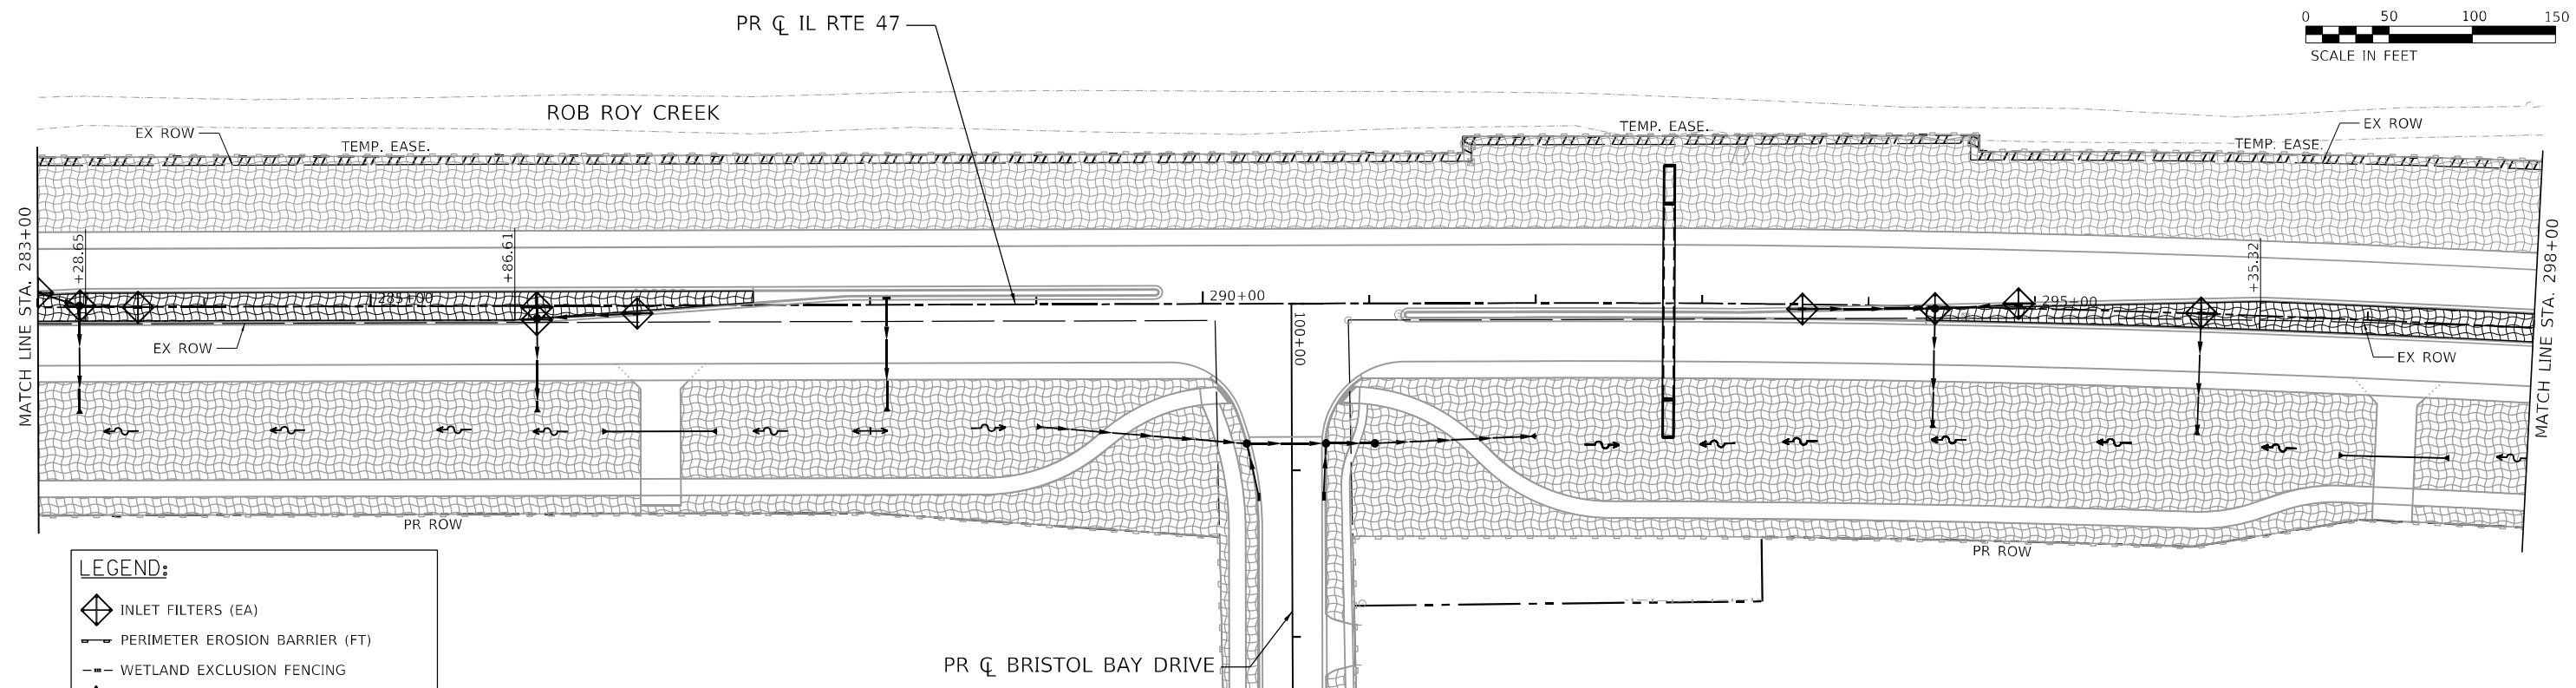 PR ℄ IL RTE 47
0 50 100 150
SCALE IN FEET
ROB ROY CREEK
EX ROW
TEMP. EASE.
TEMP. EASE.
EX ROW
TEMP. EASE.
MATCH LINE STA. 283+00
+28.65
+86.61
285+00
290+00
295+00
+35.32
MATCH LINE STA. 298+00
100+00
EX ROW
EX ROW
PR ROW
PR ROW
LEGEND:
INLET FILTERS (EA)
PERIMETER EROSION BARRIER (FT)
WETLAND EXCLUSION FENCING
PR ℄ BRISTOL BAY DRIVE